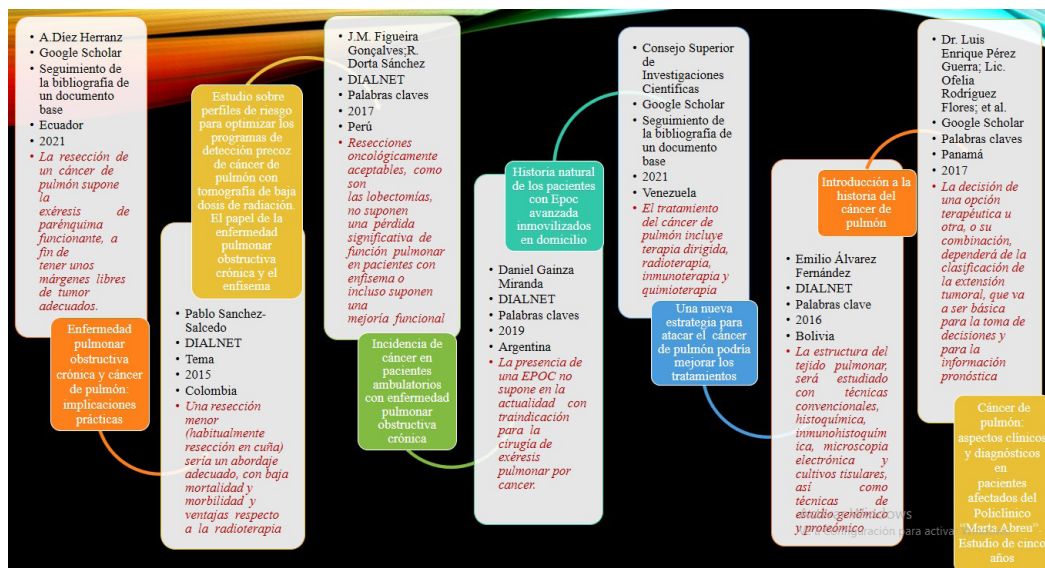 • A.Díez Herranz
• Google Scholar
• Seguimiento de
la bibliografía de
un documento
base
• Ecuador
• 2021
• La resección de
un cáncer de
pulmón supone
la
exéresis de
parénquima
funcionante, a
fin de
tener unos
márgenes libres
de tumor
adecuados.
Enfermedad
pulmonar
obstructiva
crónica y cáncer
de pulmón:
implicaciones
prácticas
Estudio sobre
perfiles de riesgo
para optimizar los
programas de
detección precoz
de cáncer de
pulmón con
tomografía de baja
dosis de radiación.
El papel de la
enfermedad
pulmonar
obstructiva
crónica y el
enfisema
• Pablo Sanchez-
Salcedo
• DIALNET
• Tema
• 2015
• Colombia
• Una resección
menor
(habitualmente
resección en cuña)
sería un abordaje
adecuado, con baja
mortalidad y
morbilidad y
ventajas respecto
a la radioterapia
• J.M. Figueira
Gonçalves;R.
Dorta Sánchez
• DIALNET
• Palabras claves
• 2017
• Perú
• Resecciones
oncológicamente
aceptables, como
son
las lobectomías,
no suponen
una pérdida
significativa de
función pulmonar
en pacientes con
enfisema o
incluso suponen
una
mejoría funcional
Incidencia de
cáncer en
pacientes
ambulatorios
con enfermedad
pulmonar
obstructiva
crónica
Historia natural
de los pacientes
con Epoc
avanzada
inmovilizados en
domicilio
• Daniel Gainza
Miranda
• DIALNET
• Palabras claves
• 2019
• Argentina
• La presencia de
una EPOC no
supone en la
actualidad con
traindicación
para la
cirugía de
exéresis
pulmonar por
cancer.
• Consejo Superior
de
Investigaciones
Científicas
• Google Scholar
• Seguimiento de
la bibliografía de
un documento
base
• 2021
• Venezuela
• El tratamiento
del cáncer de
pulmón incluye
terapia dirigida,
radioterapia,
inmunoterapia y
quimioterapia
Una nueva
estrategia para
atacar el cáncer
de pulmón podría
mejorar los
tratamientos
• Emilio Álvarez
Fernández
• DIALNET
• Palabras clave
• 2016
• Bolivia
• La estructura del
tejido pulmonar,
será estudiado
con técnicas
convencionales,
histoquímica,
inmunohistoquím
ica, microscopia
electrónica y
cultivos tisulares,
así como
técnicas de
estudio genómico
y proteómico
Introducción a la
historia del
cáncer de
pulmón
• Dr. Luis
Enrique Pérez
Guerra; Lic.
Ofelia
Rodríguez
Flores; et al.
• Google Scholar
• Palabras claves
• Panamá
• 2017
• La decisión de
una opción
terapéutica u
otra, o su
combinación,
dependerá de la
clasificación de
la extensión
tumoral, que va
a ser básica
para la toma de
decisiones y
para la
información
pronóstica
Cáncer de
pulmón:
aspectos clínicos
y diagnósticos
en
pacientes
afectados del
Policlínico
"Marta Abreu".
Estudio de cinco
años
Windows
Configuración para activa